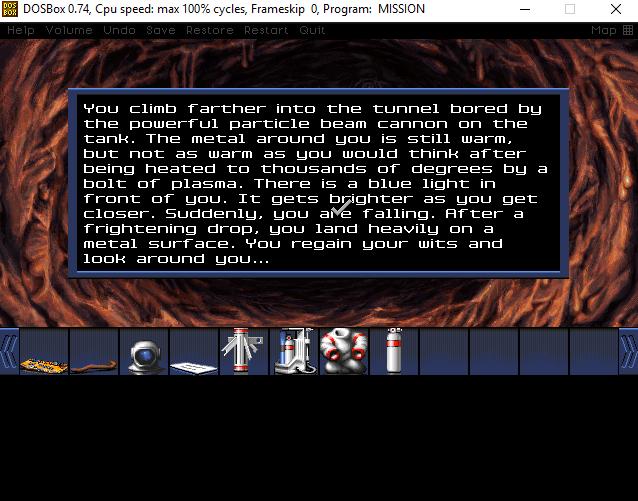 DOSBox 0.74, Cpu speed: max 100% cycles, Frameskip 0, Program: MISSION
Help Volume Undo Save Restore Restart Quit Map
You climb farther into the tunnel bored by
the powerful particle beam cannon on the
tank. The metal around you is still warm,
but not as warm as you would think after
being heated to thousands of degrees by a
bolt of plasma. There is a blue light in
front of you. It gets brighter as you get
closer. Suddenly, you are falling. After a
frightening drop, you land heavily on a
metal surface. You regain your wits and
look around you...